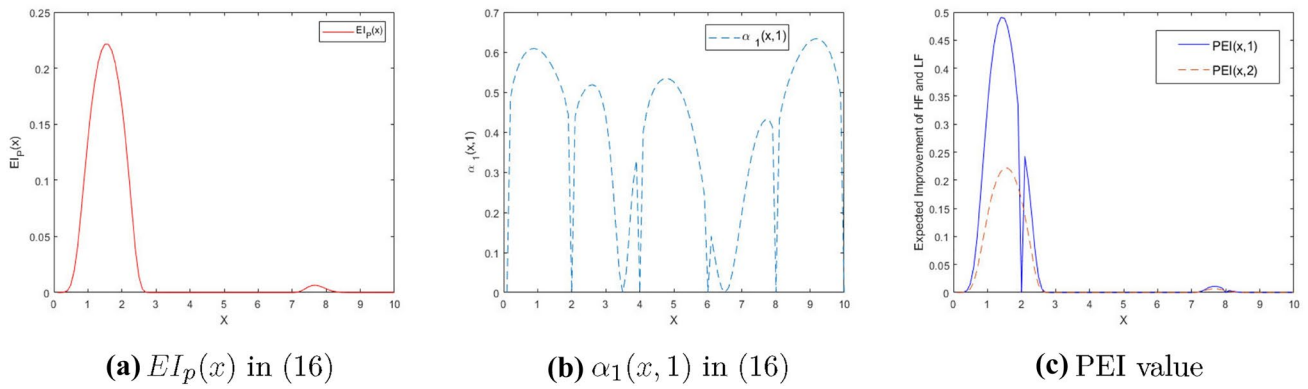 0.25
0.2
0.15
0.1
0.05
0
EI_p(x)
EI_p(x)
0 1 2 3 4 5 6 7 8 9 10
X
(a) EI_p(x) in (16)
0.7
0.6
0.5
0.4
0.3
0.2
0.1
0
α_1(x,1)
α_1(x,1)
0 1 2 3 4 5 6 7 8 9 10
X
(b) α_1(x, 1) in (16)
0.5
0.45
0.4
0.35
0.3
0.25
0.2
0.15
0.1
0.05
0
Expected Improvement of HF and LF
PEI(x,1)
PEI(x,2)
0 1 2 3 4 5 6 7 8 9 10
X
(c) PEI value